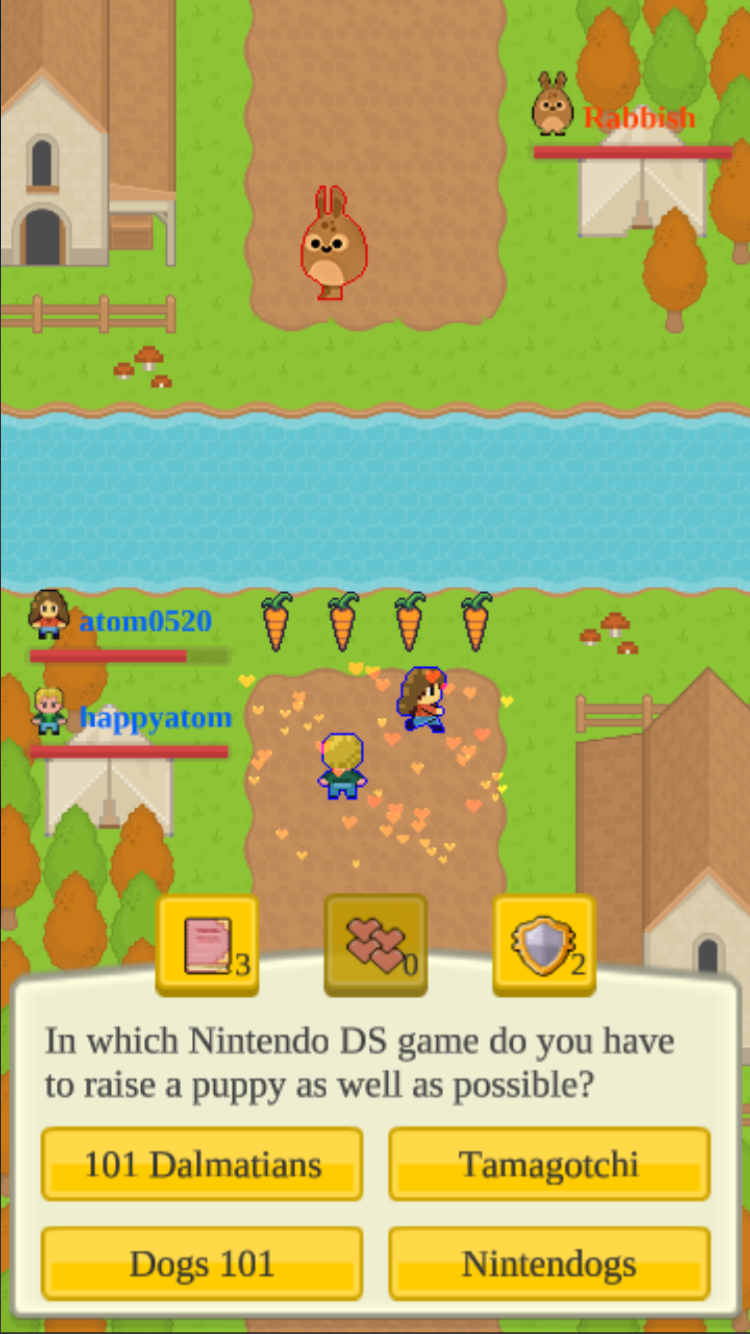 Rabbish
atom0520
happyatom
3
0
2
In which Nintendo DS game do you have
to raise a puppy as well as possible?
101 Dalmatians
Tamagotchi
Dogs 101
Nintendogs